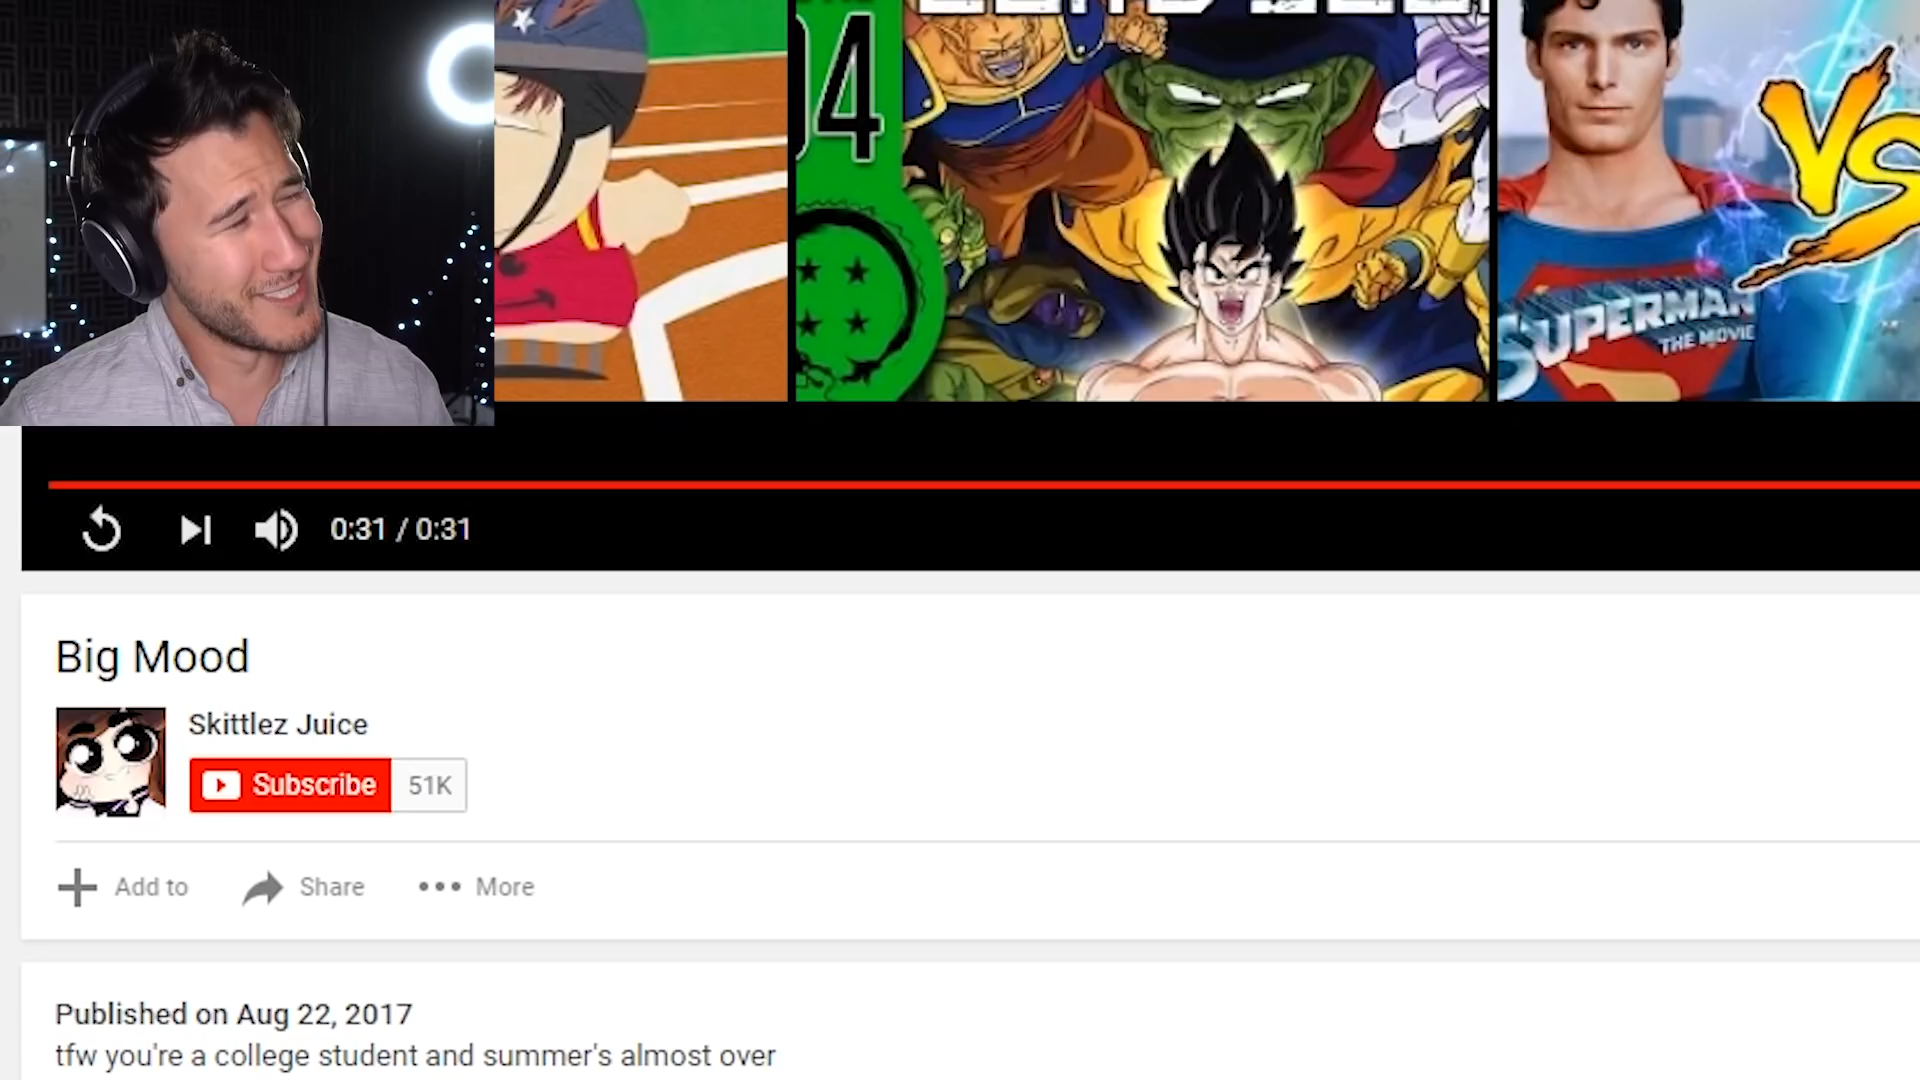 04
VS
SUPERMAN
THE MOVIE
0:31 / 0:31
Big Mood
Skittlez Juice
Subscribe 51K
Add to Share More
Published on Aug 22, 2017
tfw you're a college student and summer's almost over